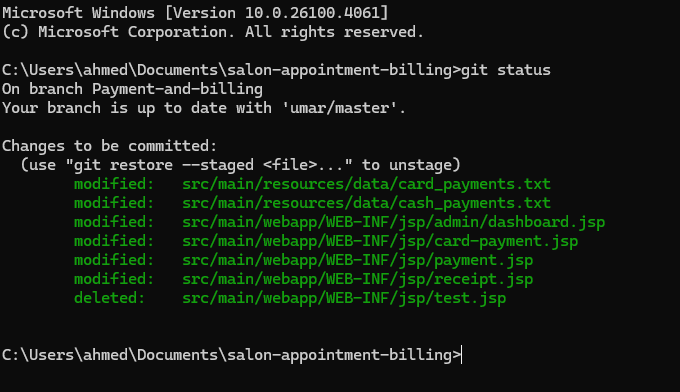 Microsoft Windows [Version 10.0.26100.4061]
(c) Microsoft Corporation. All rights reserved.
C:\Users\ahmed\Documents\salon-appointment-billing>git status
On branch Payment-and-billing
Your branch is up to date with 'umar/master'.
Changes to be committed:
  (use "git restore --staged <file>..." to unstage)
        modified:   src/main/resources/data/card_payments.txt
        modified:   src/main/resources/data/cash_payments.txt
        modified:   src/main/webapp/WEB-INF/jsp/admin/dashboard.jsp
        modified:   src/main/webapp/WEB-INF/jsp/card-payment.jsp
        modified:   src/main/webapp/WEB-INF/jsp/payment.jsp
        modified:   src/main/webapp/WEB-INF/jsp/receipt.jsp
        deleted:    src/main/webapp/WEB-INF/jsp/test.jsp
C:\Users\ahmed\Documents\salon-appointment-billing>